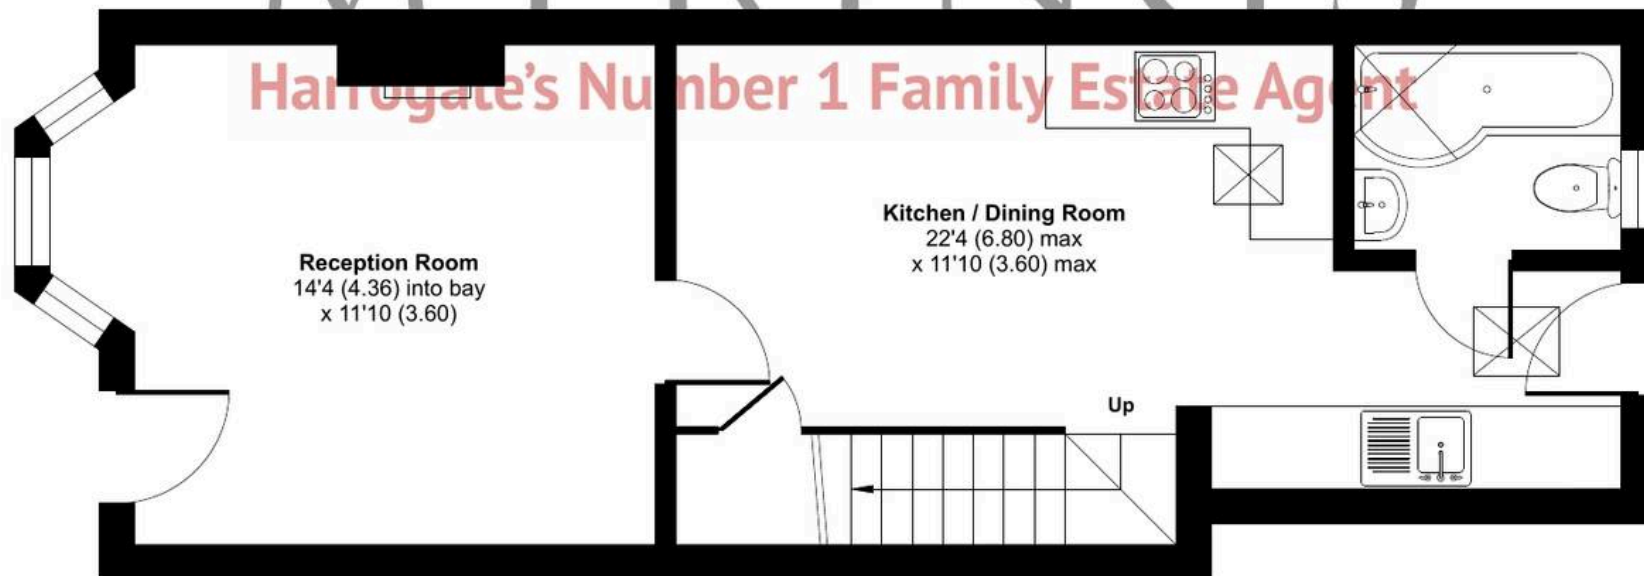 Harrogate's Number 1 Family Estate Agent
Reception Room
14'4 (4.36) into bay
x 11'10 (3.60)
Kitchen / Dining Room
22'4 (6.80) max
x 11'10 (3.60) max
Up